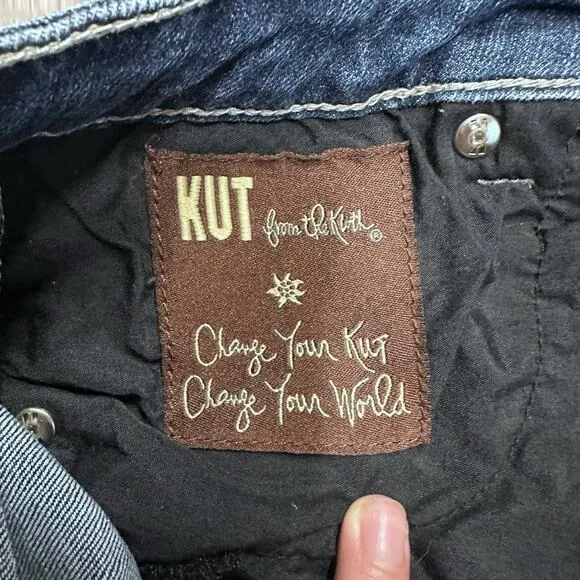 KUT from the Kloth®
Change Your Kut
Change Your World